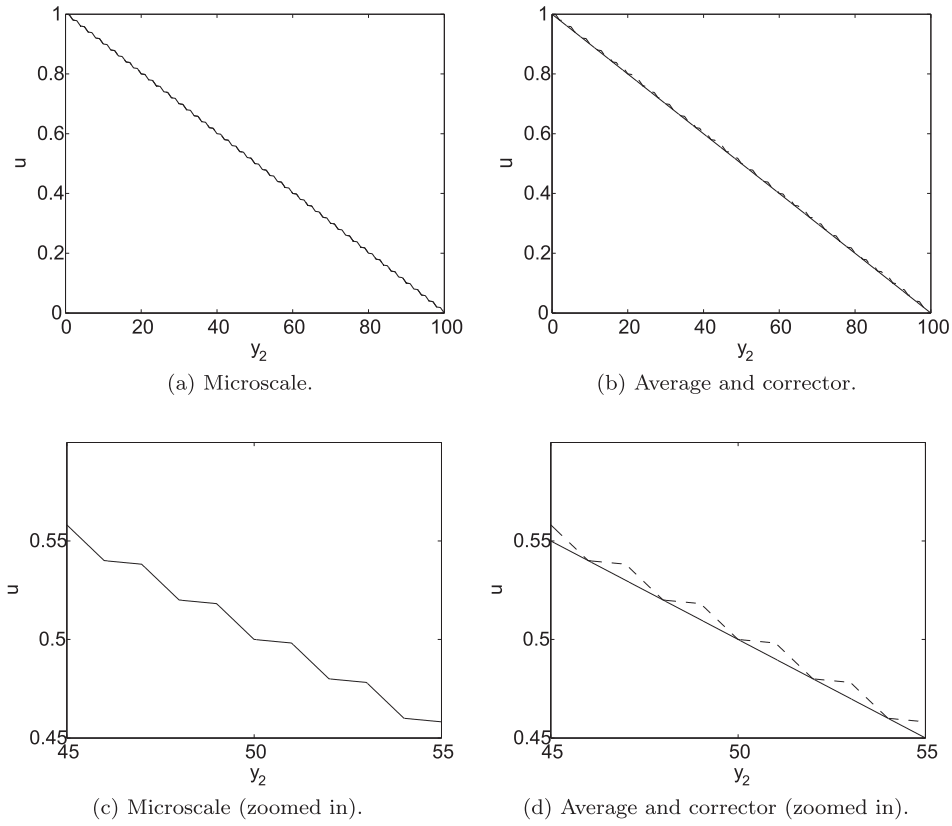 1
0.8
0.6
0.4
0.2
0
u
0 20 40 60 80 100
y2
(a) Microscale.
1
0.8
0.6
0.4
0.2
0
u
0 20 40 60 80 100
y2
(b) Average and corrector.
0.55
0.5
0.45
u
45 50 55
y2
(c) Microscale (zoomed in).
0.55
0.5
0.45
u
45 50 55
y2
(d) Average and corrector (zoomed in).